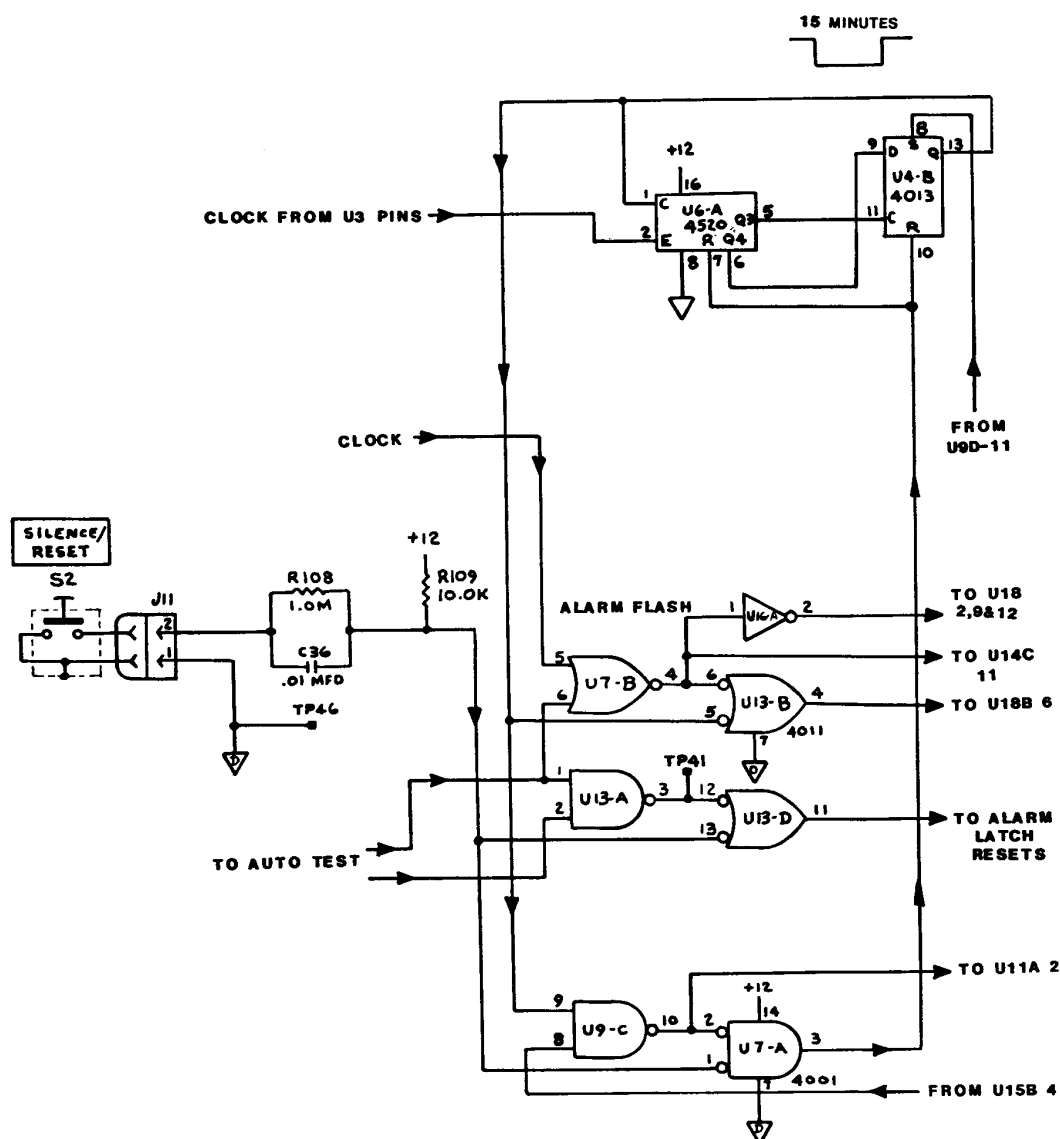 15 MINUTES
8
S
9 D Q 13
U4-B
4013
11 C
R
10
+12
16
1 C
U6-A
4520
Q3 5
2 E
R Q4
8 7 6
CLOCK FROM U3 PINS
FROM
U9D-11
CLOCK
SILENCE/
RESET
S2
J11
2
1
R108
1.0M
C36
.01 MFD
+12
R109
10.0K
TP46
D
ALARM FLASH
1 U16A 2
TO U18
2,9&12
TO U14C
11
5
6
U7-B
4
6
5
U13-B
4
4011
7
D
TO U18B 6
TP41
1
2
U13-A
3
12
13
U13-D
11
TO ALARM
LATCH
RESETS
TO AUTO TEST
TO U11A 2
9
8
U9-C
10
+12
14
2
1
U7-A
3
4001
7
D
FROM U15B 4